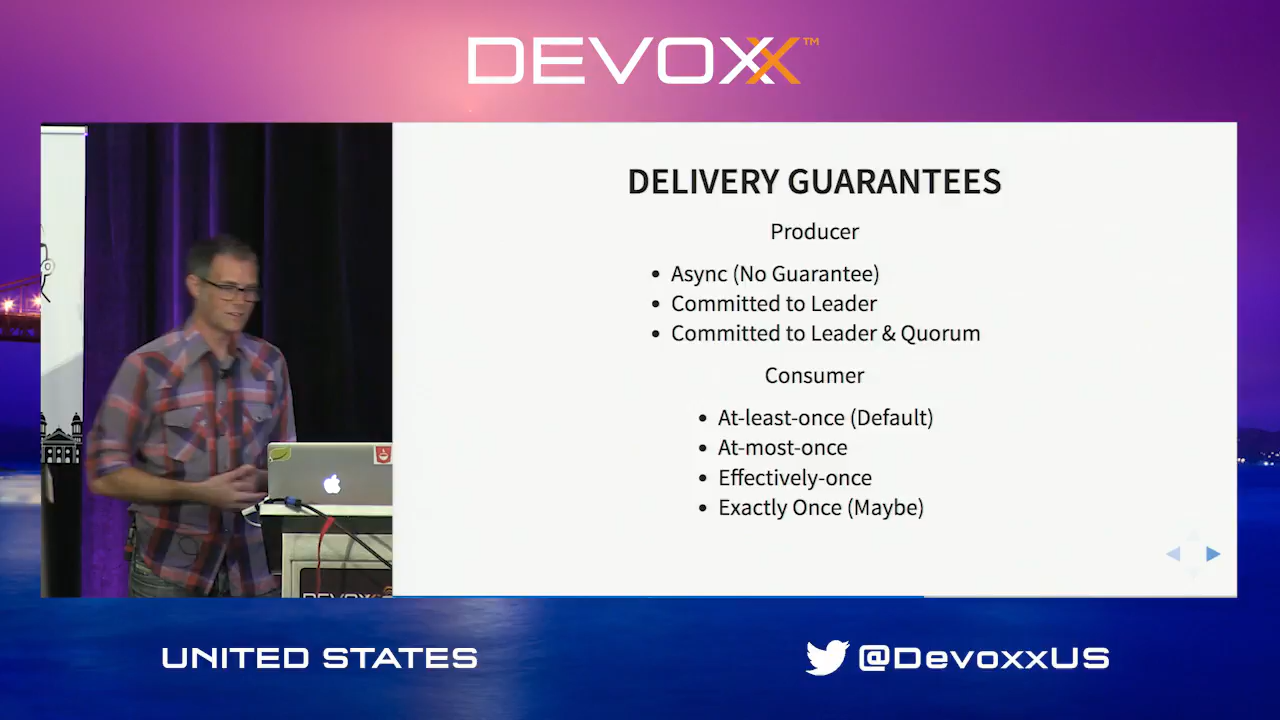 DEVOXX™
DELIVERY GUARANTEES
Producer
• Async (No Guarantee)
• Committed to Leader
• Committed to Leader & Quorum
Consumer
• At-least-once (Default)
• At-most-once
• Effectively-once
• Exactly Once (Maybe)
DEVOXX
UNITED STATES
@DevoxxUS